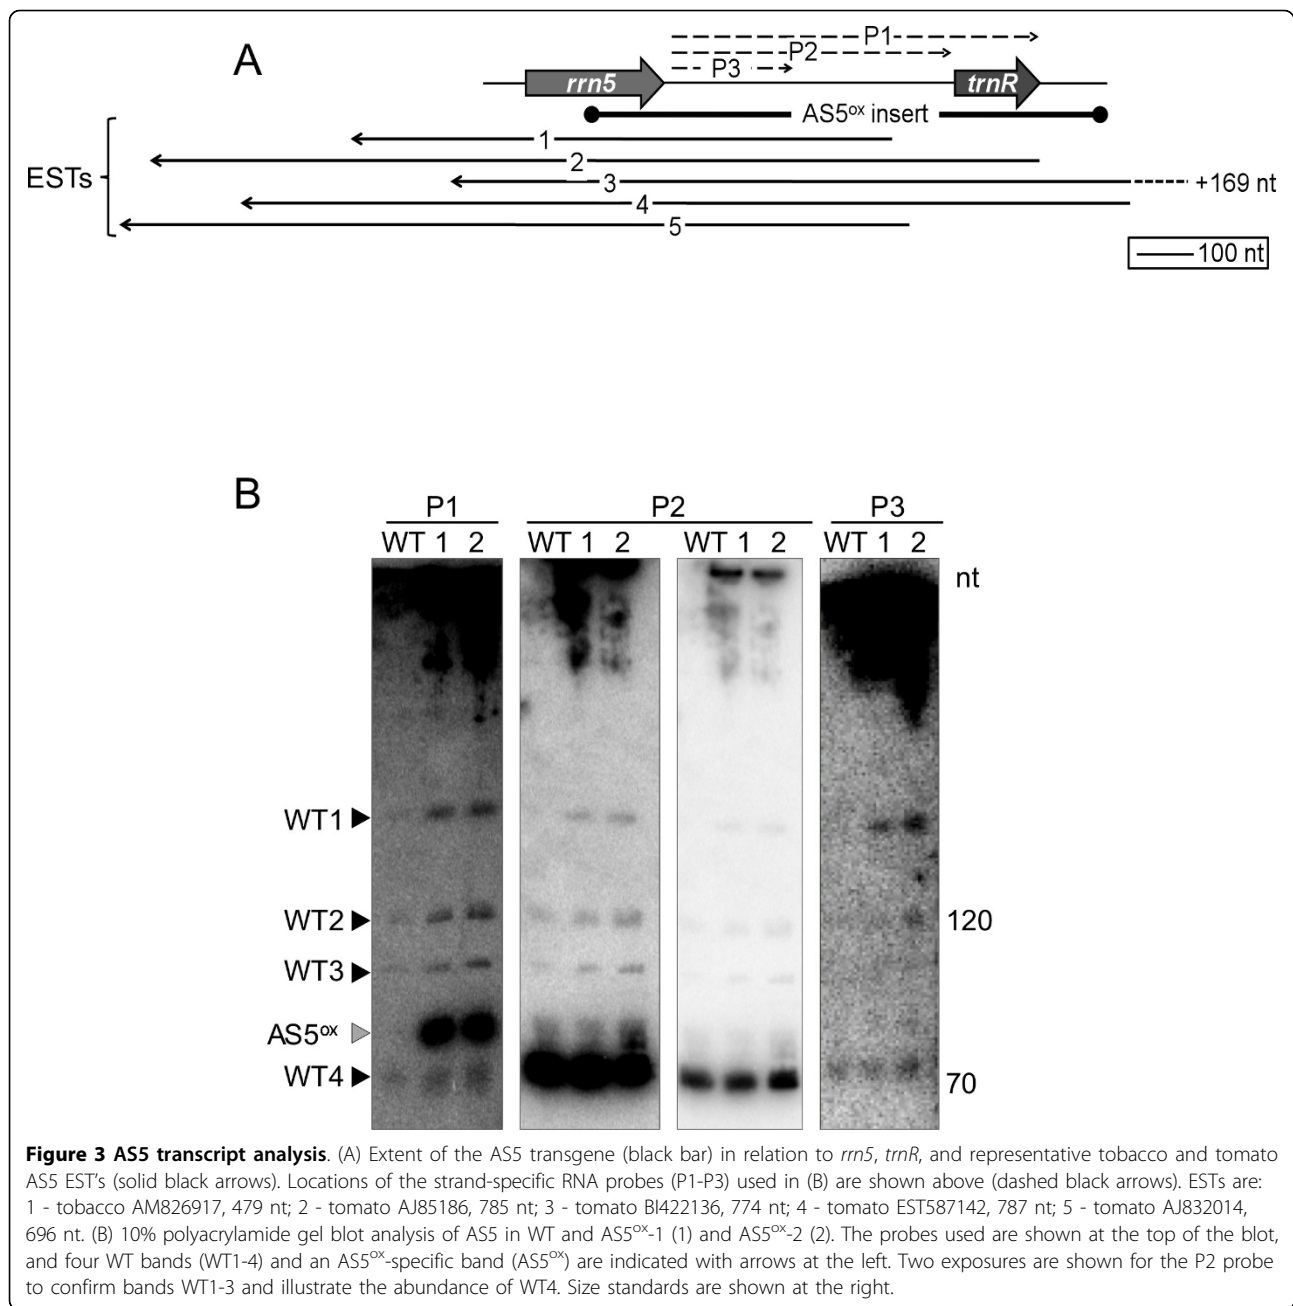 A
P1
P2
P3
rrn5
trnR
AS5ox insert
ESTs
1
2
3
+169 nt
4
5
100 nt
B
P1
P2
P3
WT 1 2
WT 1 2
WT 1 2
WT 1 2
nt
WT1
WT2
120
WT3
AS5ox
WT4
70
Figure 3 AS5 transcript analysis. (A) Extent of the AS5 transgene (black bar) in relation to rrn5, trnR, and representative tobacco and tomato
AS5 EST's (solid black arrows). Locations of the strand-specific RNA probes (P1-P3) used in (B) are shown above (dashed black arrows). ESTs are:
1 - tobacco AM826917, 479 nt; 2 - tomato AJ85186, 785 nt; 3 - tomato BI422136, 774 nt; 4 - tomato EST587142, 787 nt; 5 - tomato AJ832014,
696 nt. (B) 10% polyacrylamide gel blot analysis of AS5 in WT and AS5ox-1 (1) and AS5ox-2 (2). The probes used are shown at the top of the blot,
and four WT bands (WT1-4) and an AS5ox-specific band (AS5ox) are indicated with arrows at the left. Two exposures are shown for the P2 probe
to confirm bands WT1-3 and illustrate the abundance of WT4. Size standards are shown at the right.